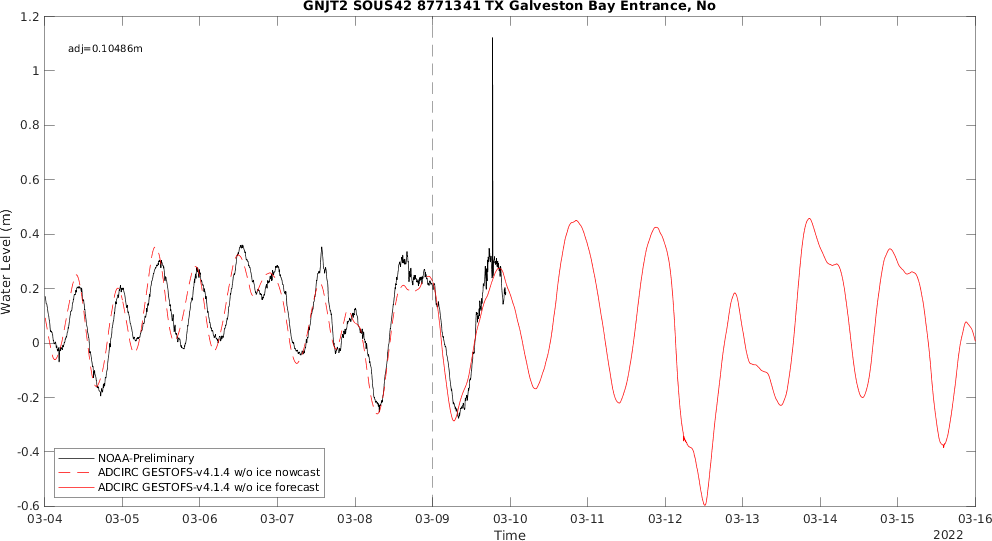 GNJT2 SOUS42 8771341 TX Galveston Bay Entrance, No
adj=0.10486m
Water Level (m)
1.2
1
0.8
0.6
0.4
0.2
0
-0.2
-0.4
-0.6
NOAA-Preliminary
ADCIRC GESTOFS-v4.1.4 w/o ice nowcast
ADCIRC GESTOFS-v4.1.4 w/o ice forecast
03-04 03-05 03-06 03-07 03-08 03-09 03-10 03-11 03-12 03-13 03-14 03-15 03-16
Time
2022